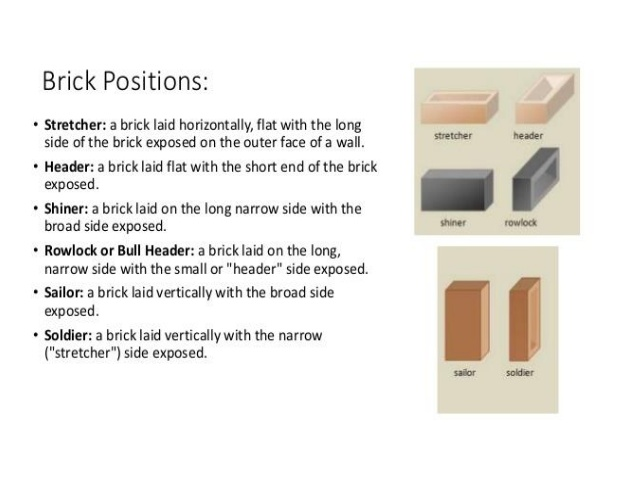 Brick Positions:
• Stretcher: a brick laid horizontally, flat with the long
side of the brick exposed on the outer face of a wall.
• Header: a brick laid flat with the short end of the brick
exposed.
• Shiner: a brick laid on the long narrow side with the
broad side exposed.
• Rowlock or Bull Header: a brick laid on the long,
narrow side with the small or "header" side exposed.
• Sailor: a brick laid vertically with the broad side
exposed.
• Soldier: a brick laid vertically with the narrow
("stretcher") side exposed.
stretcher header
shiner rowlock
sailor soldier